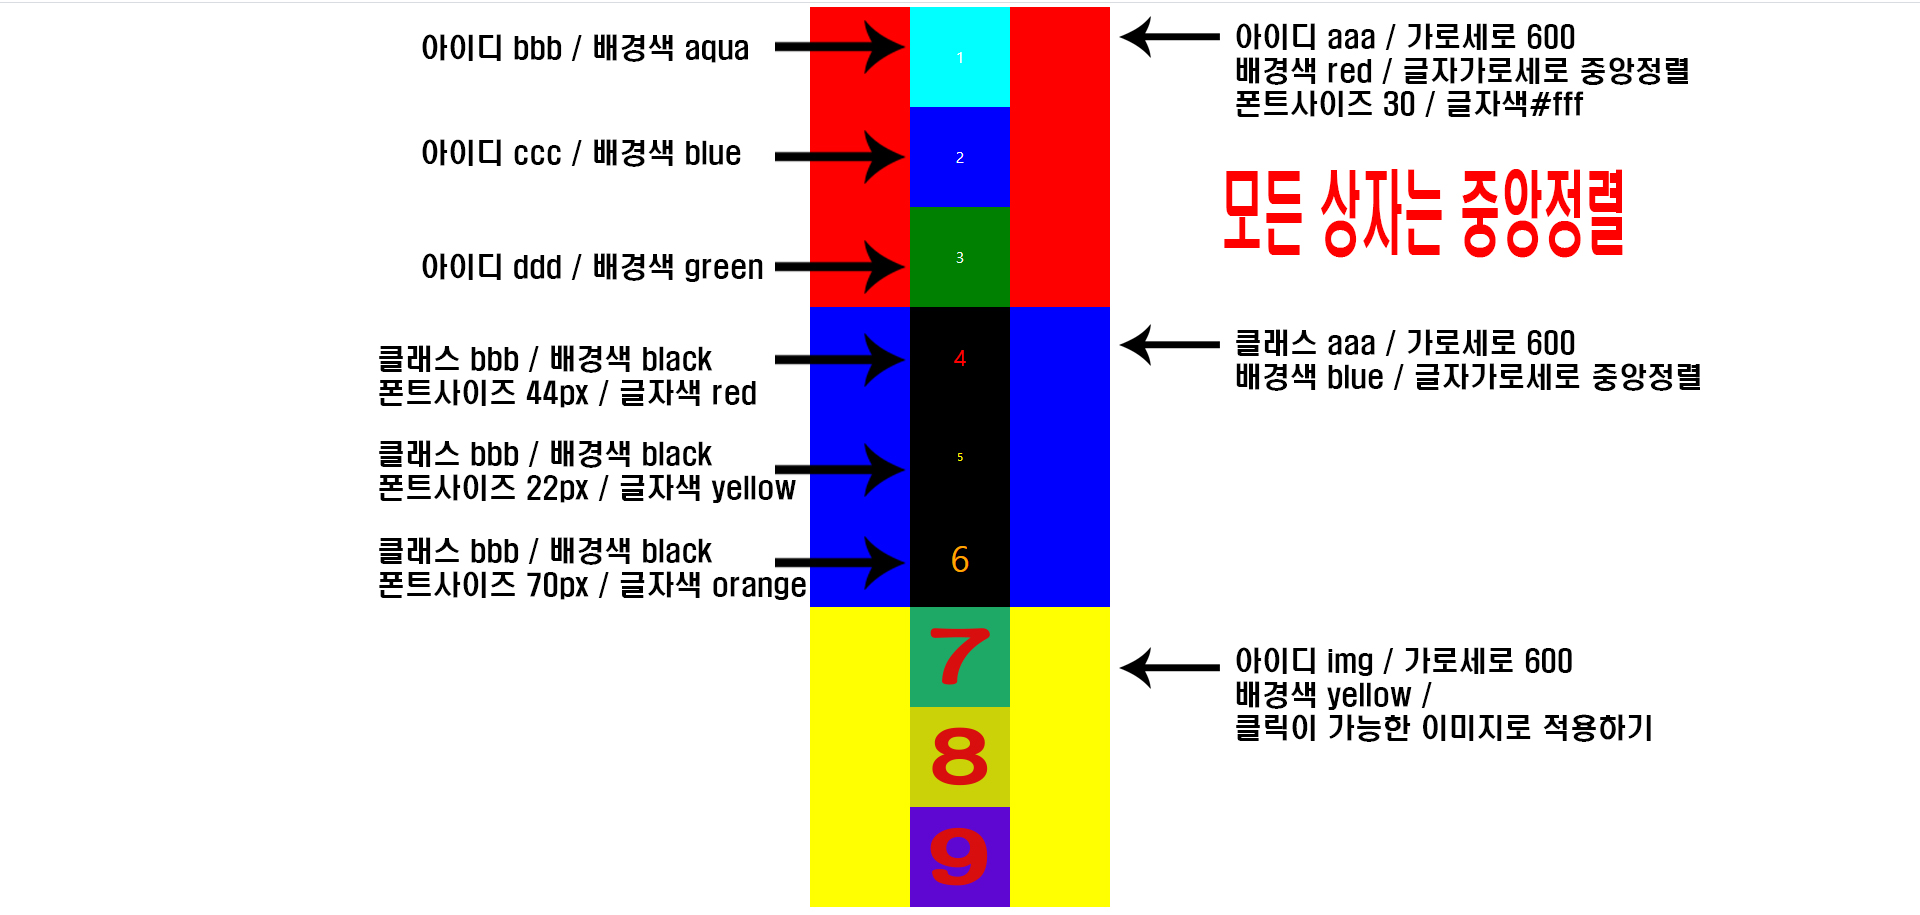 아이디 bbb / 배경색 aqua
아이디 ccc / 배경색 blue
아이디 ddd / 배경색 green
클래스 bbb / 배경색 black
폰트사이즈 44px / 글자색 red
클래스 bbb / 배경색 black
폰트사이즈 22px / 글자색 yellow
클래스 bbb / 배경색 black
폰트사이즈 70px / 글자색 orange
1
2
3
4
5
6
7
8
9
아이디 aaa / 가로세로 600
배경색 red / 글자가로세로 중앙정렬
폰트사이즈 30 / 글자색#fff
모든 상자는 중앙정렬
클래스 aaa / 가로세로 600
배경색 blue / 글자가로세로 중앙정렬
아이디 img / 가로세로 600
배경색 yellow /
클릭이 가능한 이미지로 적용하기